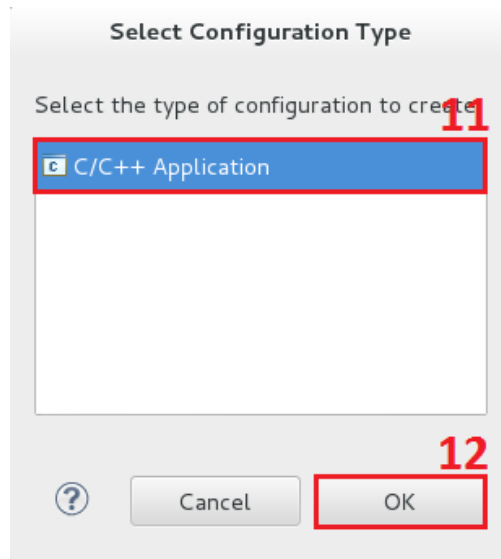 Select Configuration Type
Select the type of configuration to create
11
C C/C++ Application
12
? Cancel OK